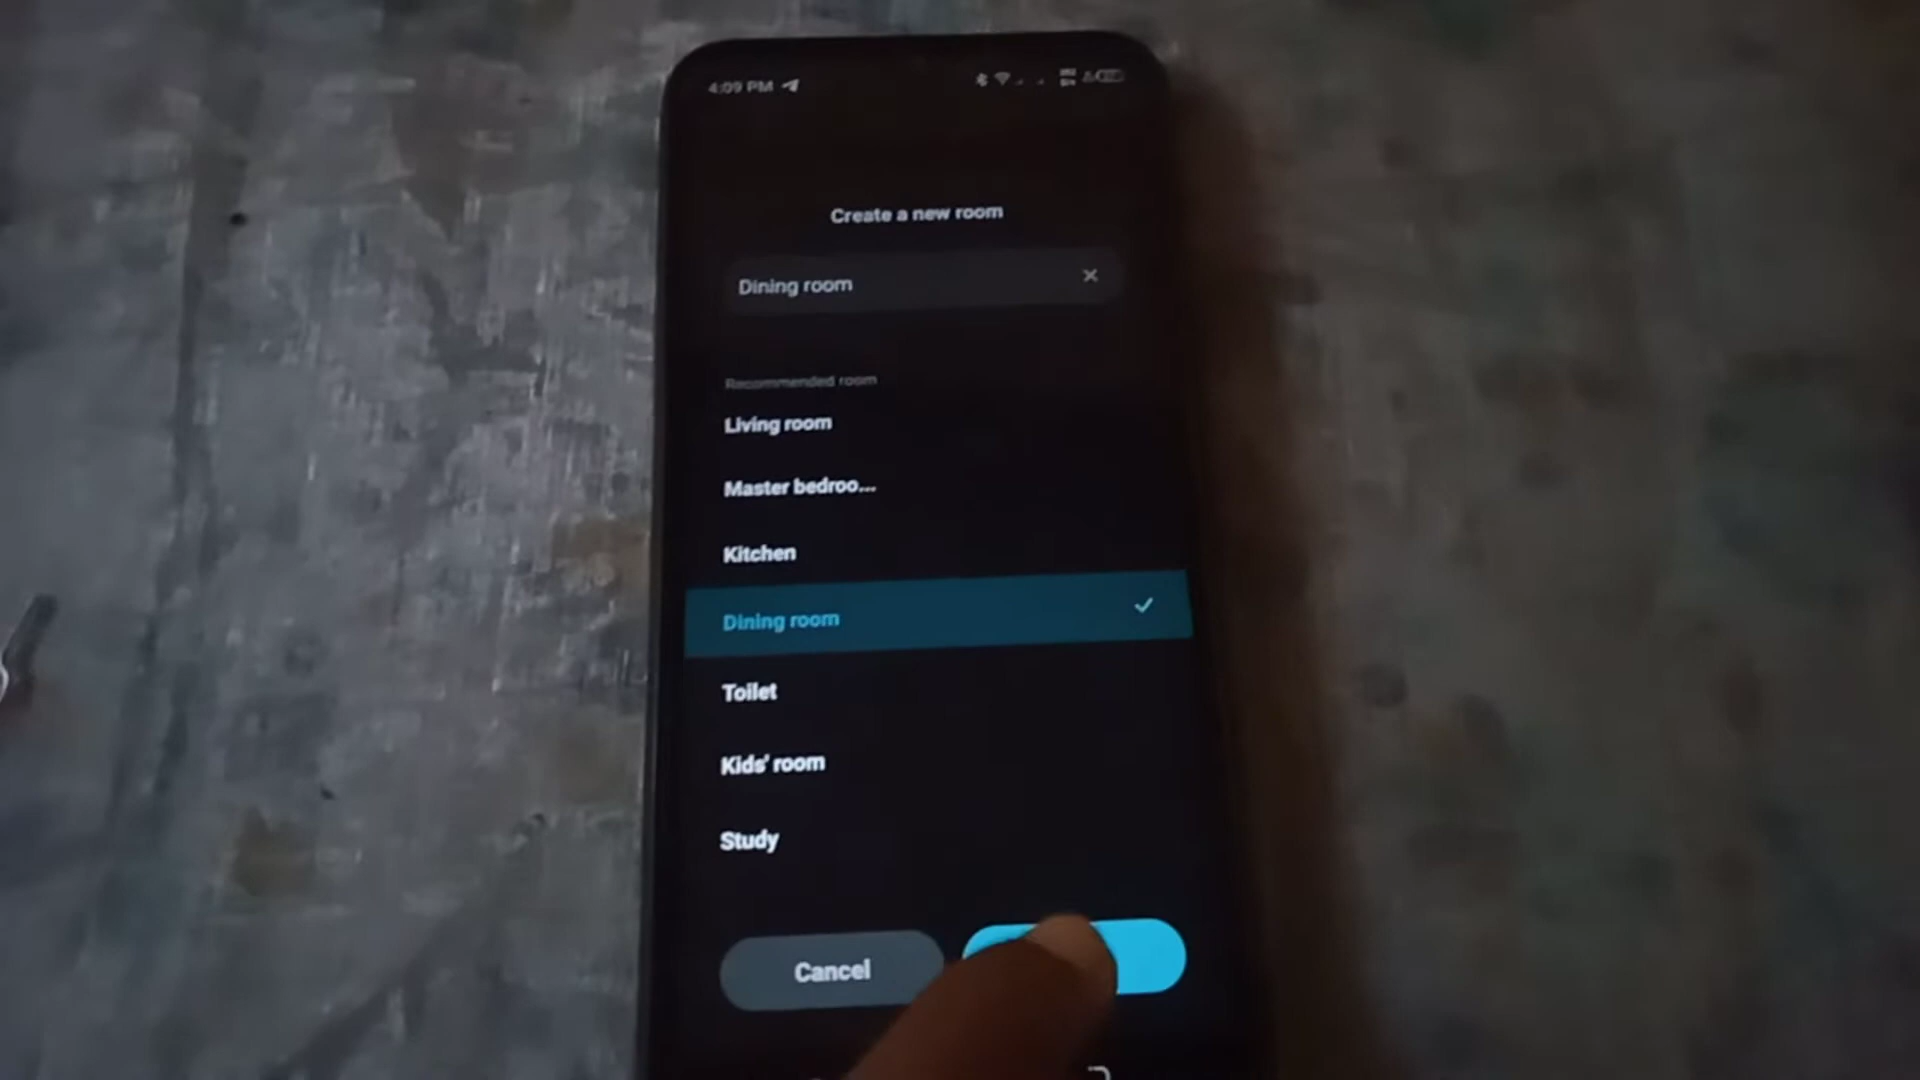 4:09 PM
Create a new room
Dining room
Recommended room
Living room
Master bedroo...
Kitchen
Dining room
Toilet
Kids' room
Study
Cancel